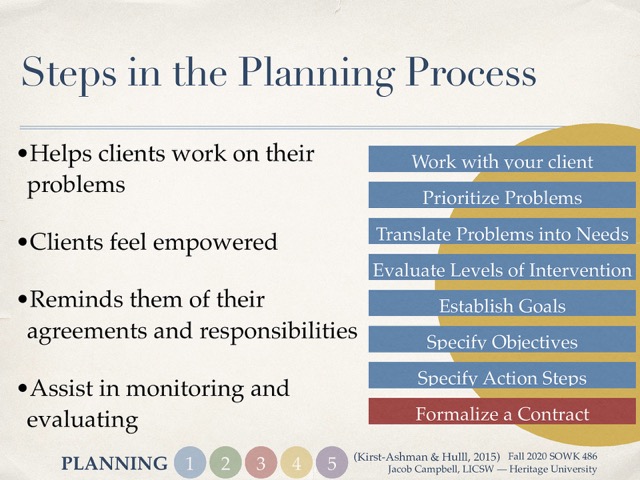 Steps in the Planning Process
•Helps clients work on their
problems
•Clients feel empowered
•Reminds them of their
agreements and responsibilities
•Assist in monitoring and
evaluating
Work with your client
Prioritize Problems
Translate Problems into Needs
Evaluate Levels of Intervention
Establish Goals
Specify Objectives
Specify Action Steps
Formalize a Contract
PLANNING 1 2 3 4 5
(Kirst-Ashman & Hulll, 2015) Fall 2020 SOWK 486
Jacob Campbell, LICSW — Heritage University